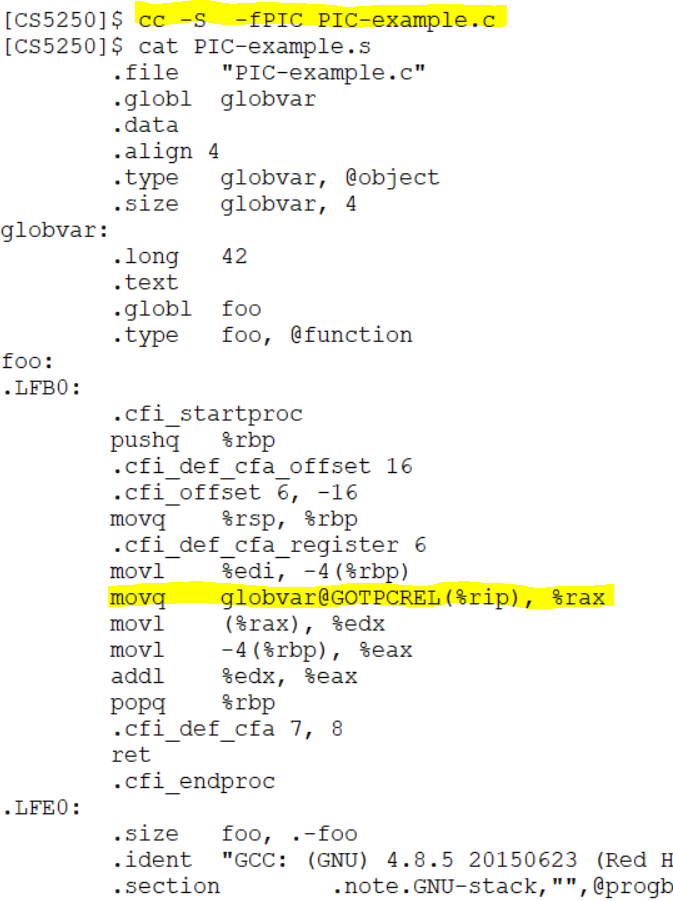 [CS5250]$ cc -S -fPIC PIC-example.c
[CS5250]$ cat PIC-example.s
.file "PIC-example.c"
.globl globvar
.data
.align 4
.type globvar, @object
.size globvar, 4
globvar:
.long 42
.text
.globl foo
.type foo, @function
foo:
.LFB0:
.cfi_startproc
pushq %rbp
.cfi_def_cfa_offset 16
.cfi_offset 6, -16
movq %rsp, %rbp
.cfi_def_cfa_register 6
movl %edi, -4(%rbp)
movq globvar@GOTPCREL(%rip), %rax
movl (%rax), %edx
movl -4(%rbp), %eax
addl %edx, %eax
popq %rbp
.cfi_def_cfa 7, 8
ret
.cfi_endproc
.LFE0:
.size foo, .-foo
.ident "GCC: (GNU) 4.8.5 20150623 (Red H
.section .note.GNU-stack,"",@progb